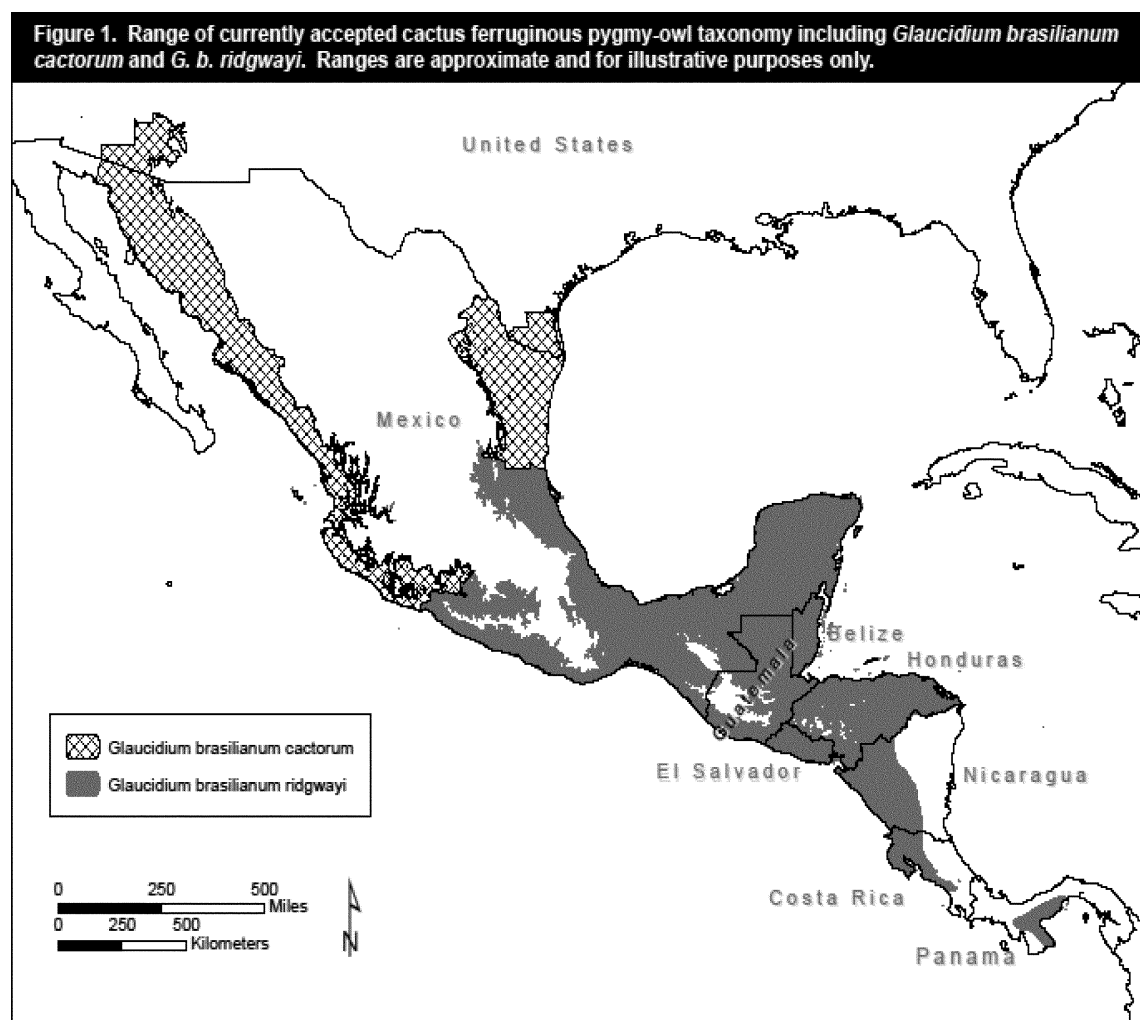 Figure 1. Range of currently accepted cactus ferruginous pygmy-owl taxonomy including Glaucidium brasilianum
cactorum and G. b. ridgwayi. Ranges are approximate and for illustrative purposes only.
United States
Mexico
Belize
Honduras
Guatemala
El Salvador
Nicaragua
Costa Rica
Panama
Glaucidium brasilianum cactorum
Glaucidium brasilianum ridgwayi
0 250 500
Miles
0 250 500
Kilometers
N